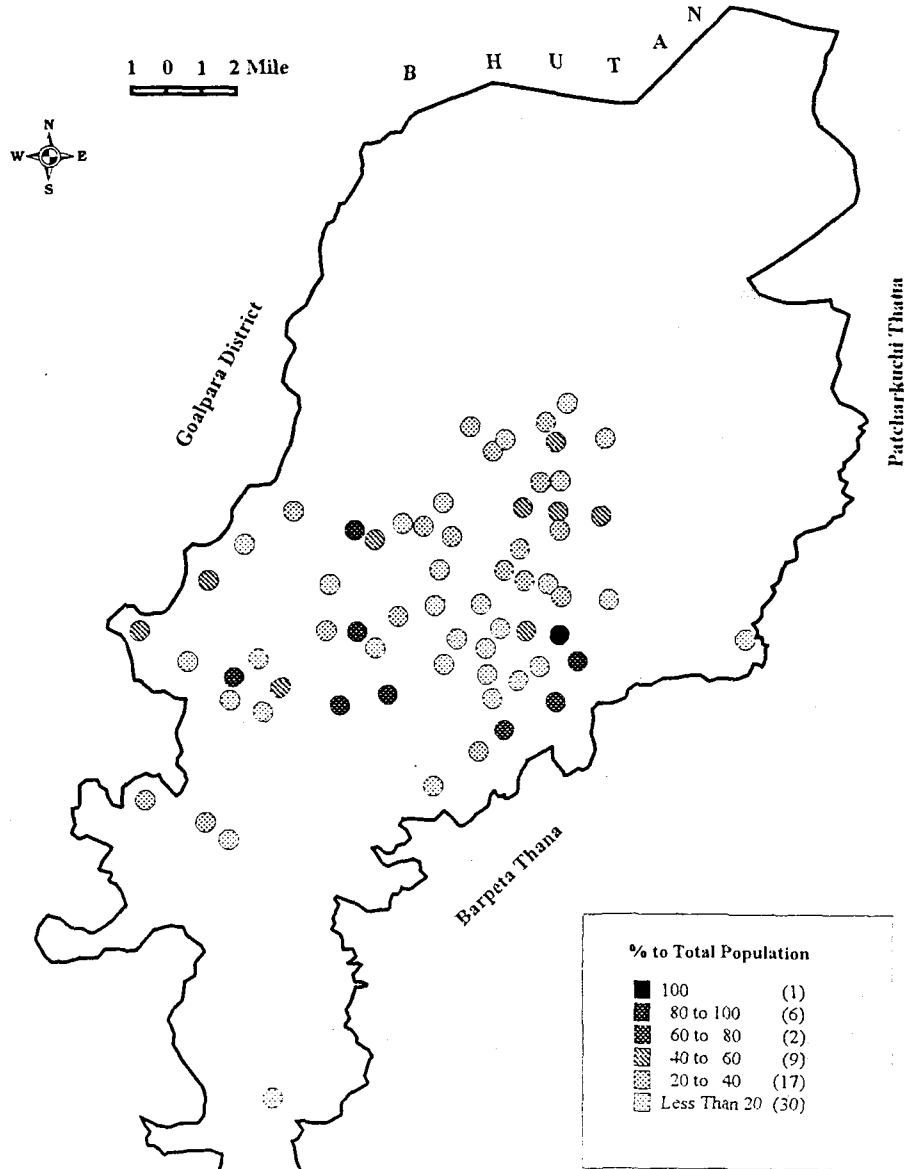 B H U T A N
1 0 1 2 Mile
N
W E
S
Goalpara District
Patcharkuchi Thana
Barpeta Thana
% to Total Population
100 (1)
80 to 100 (6)
60 to 80 (2)
40 to 60 (9)
20 to 40 (17)
Less Than 20 (30)